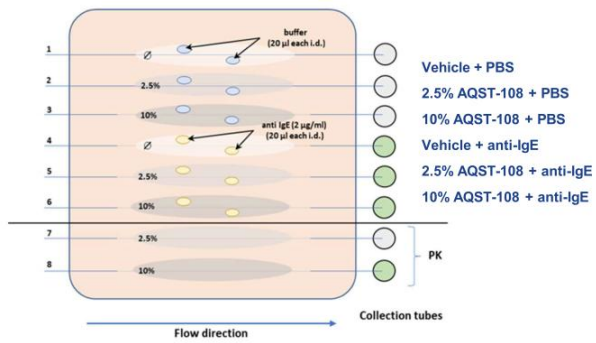 buffer
(20 µl each i.d.)
1 Ø
2 2.5%
3 10%
anti IgE (2 µg/ml)
(20 µl each i.d.)
4 Ø
5 2.5%
6 10%
7 2.5%
8 10%
Vehicle + PBS
2.5% AQST-108 + PBS
10% AQST-108 + PBS
Vehicle + anti-IgE
2.5% AQST-108 + anti-IgE
10% AQST-108 + anti-IgE
PK
Collection tubes
Flow direction